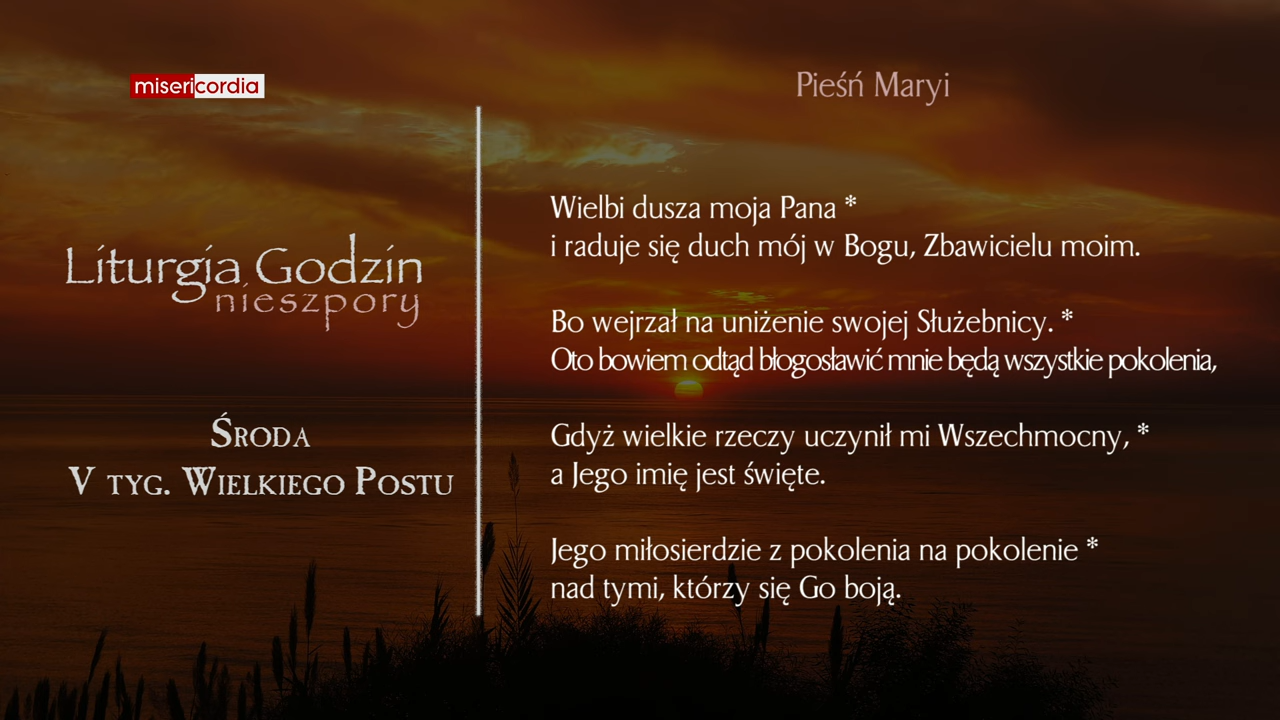 misericordia
Liturgia Godzin
nieszpory
Środa
V tyg. Wielkiego Postu
Pieśń Maryi
Wielbi dusza moja Pana *
i raduje się duch mój w Bogu, Zbawicielu moim.
Bo wejrzał na uniżenie swojej Służebnicy. *
Oto bowiem odtąd błogosławić mnie będą wszystkie pokolenia,
Gdyż wielkie rzeczy uczynił mi Wszechmocny, *
a Jego imię jest święte.
Jego miłosierdzie z pokolenia na pokolenie *
nad tymi, którzy się Go boją.